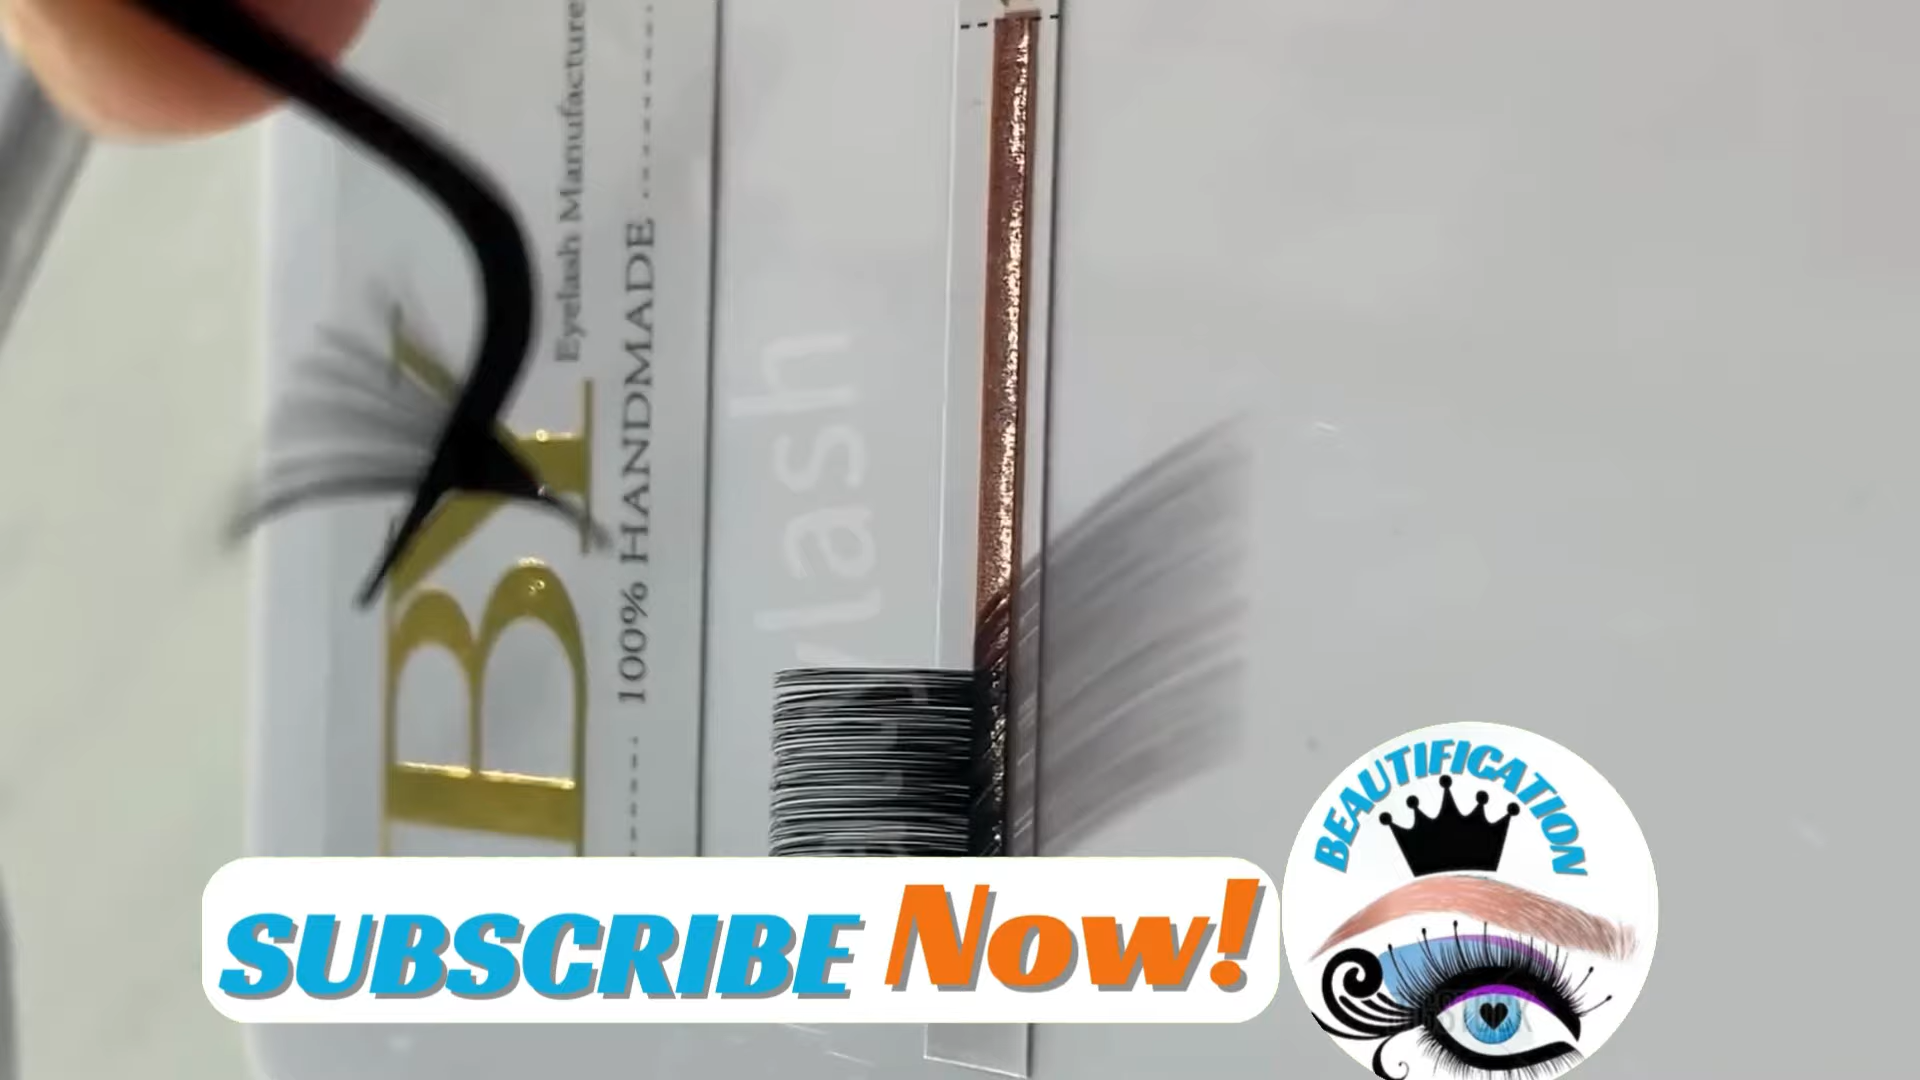 Eyelash Manufacture
100% HANDMADE
lash
SUBSCRIBE Now!
BEAUTIFICATION